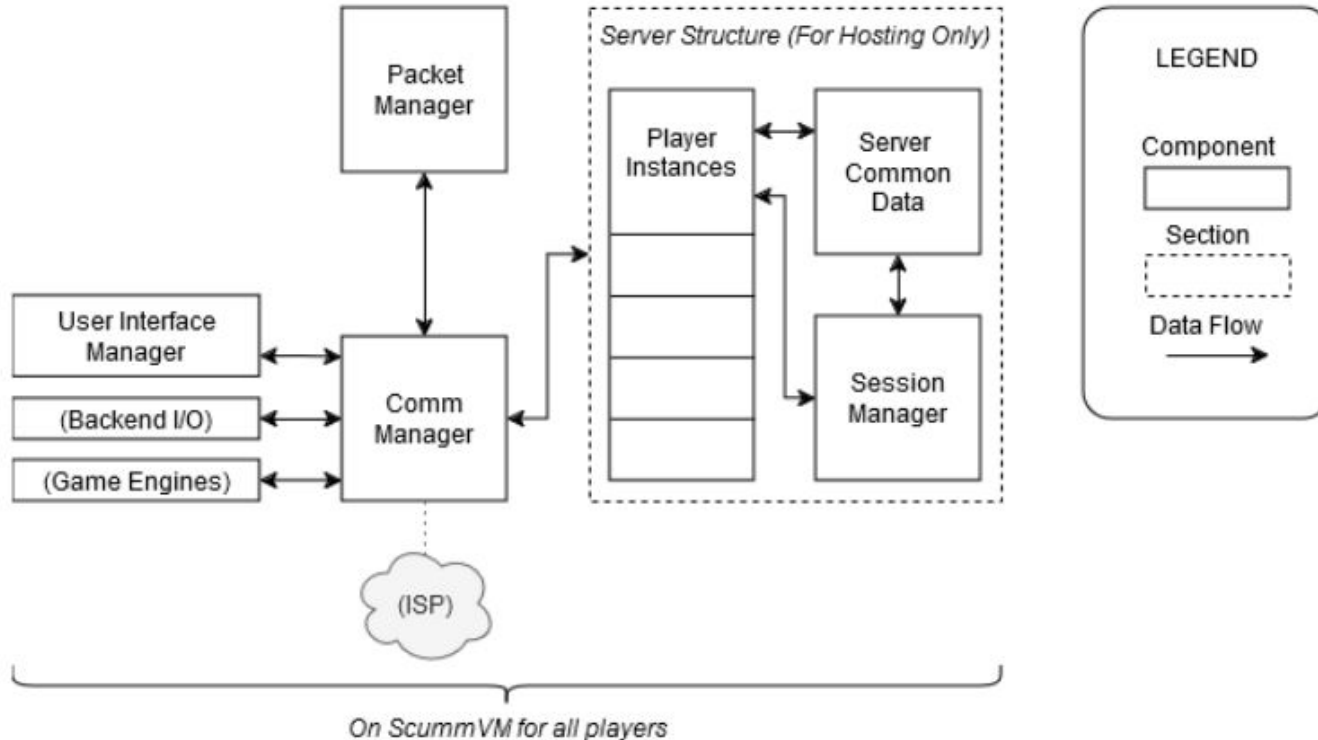 Packet
Manager
Server Structure (For Hosting Only)
Player
Instances
Server
Common
Data
Session
Manager
User Interface
Manager
(Backend I/O)
(Game Engines)
Comm
Manager
(ISP)
On ScummVM for all players
LEGEND
Component
Section
Data Flow